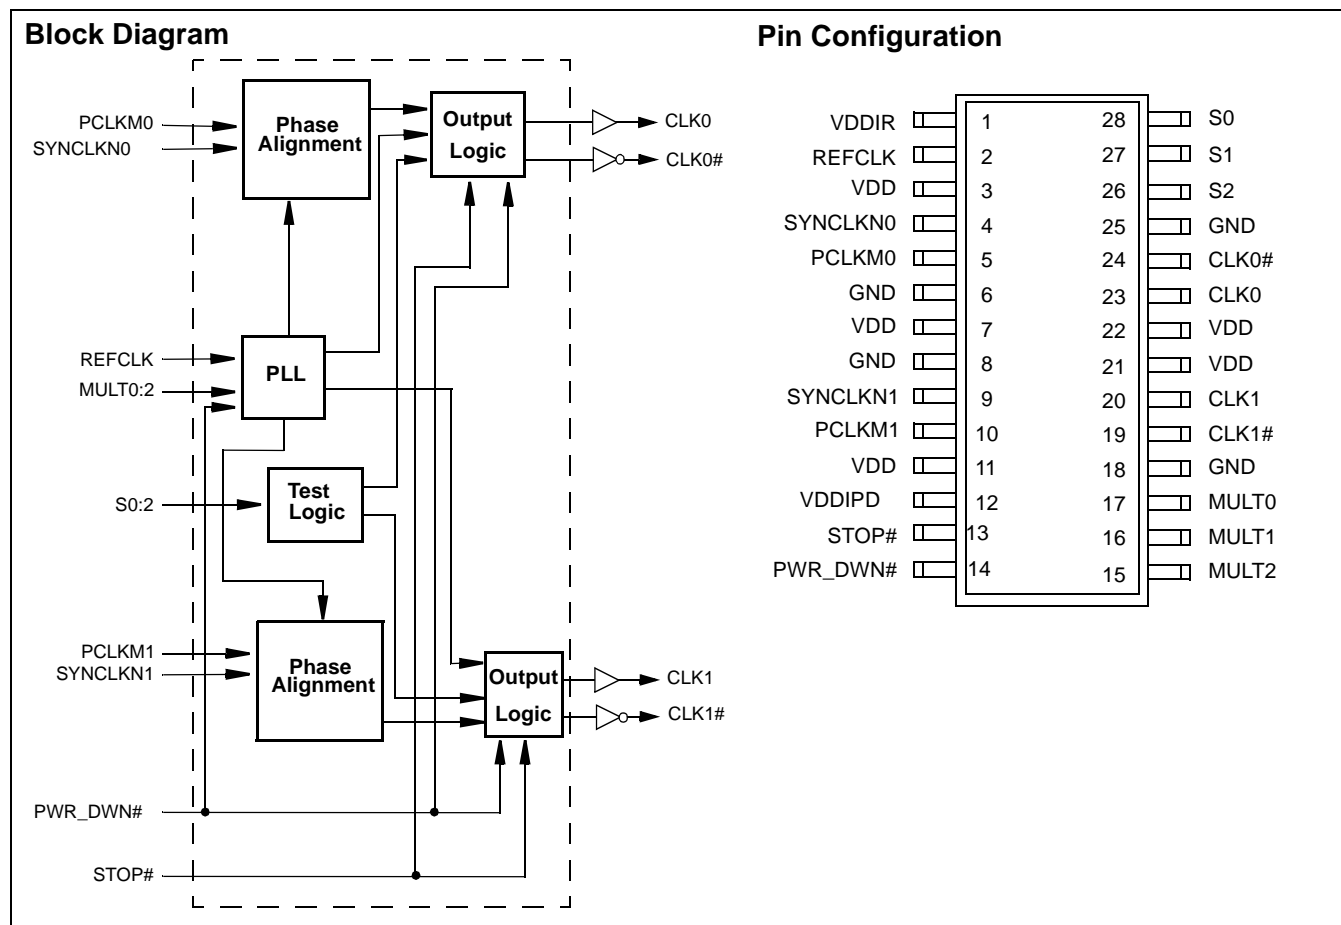 Block Diagram
PCLKM0
SYNCLKN0
Phase
Alignment
Output
Logic
CLK0
CLK0#
REFCLK
MULT0:2
PLL
S0:2
Test
Logic
PCLKM1
SYNCLKN1
Phase
Alignment
Output
Logic
CLK1
CLK1#
PWR_DWN#
STOP#
Pin Configuration
VDDIR 1 28 S0
REFCLK 2 27 S1
VDD 3 26 S2
SYNCLKN0 4 25 GND
PCLKM0 5 24 CLK0#
GND 6 23 CLK0
VDD 7 22 VDD
GND 8 21 VDD
SYNCLKN1 9 20 CLK1
PCLKM1 10 19 CLK1#
VDD 11 18 GND
VDDIPD 12 17 MULT0
STOP# 13 16 MULT1
PWR_DWN# 14 15 MULT2